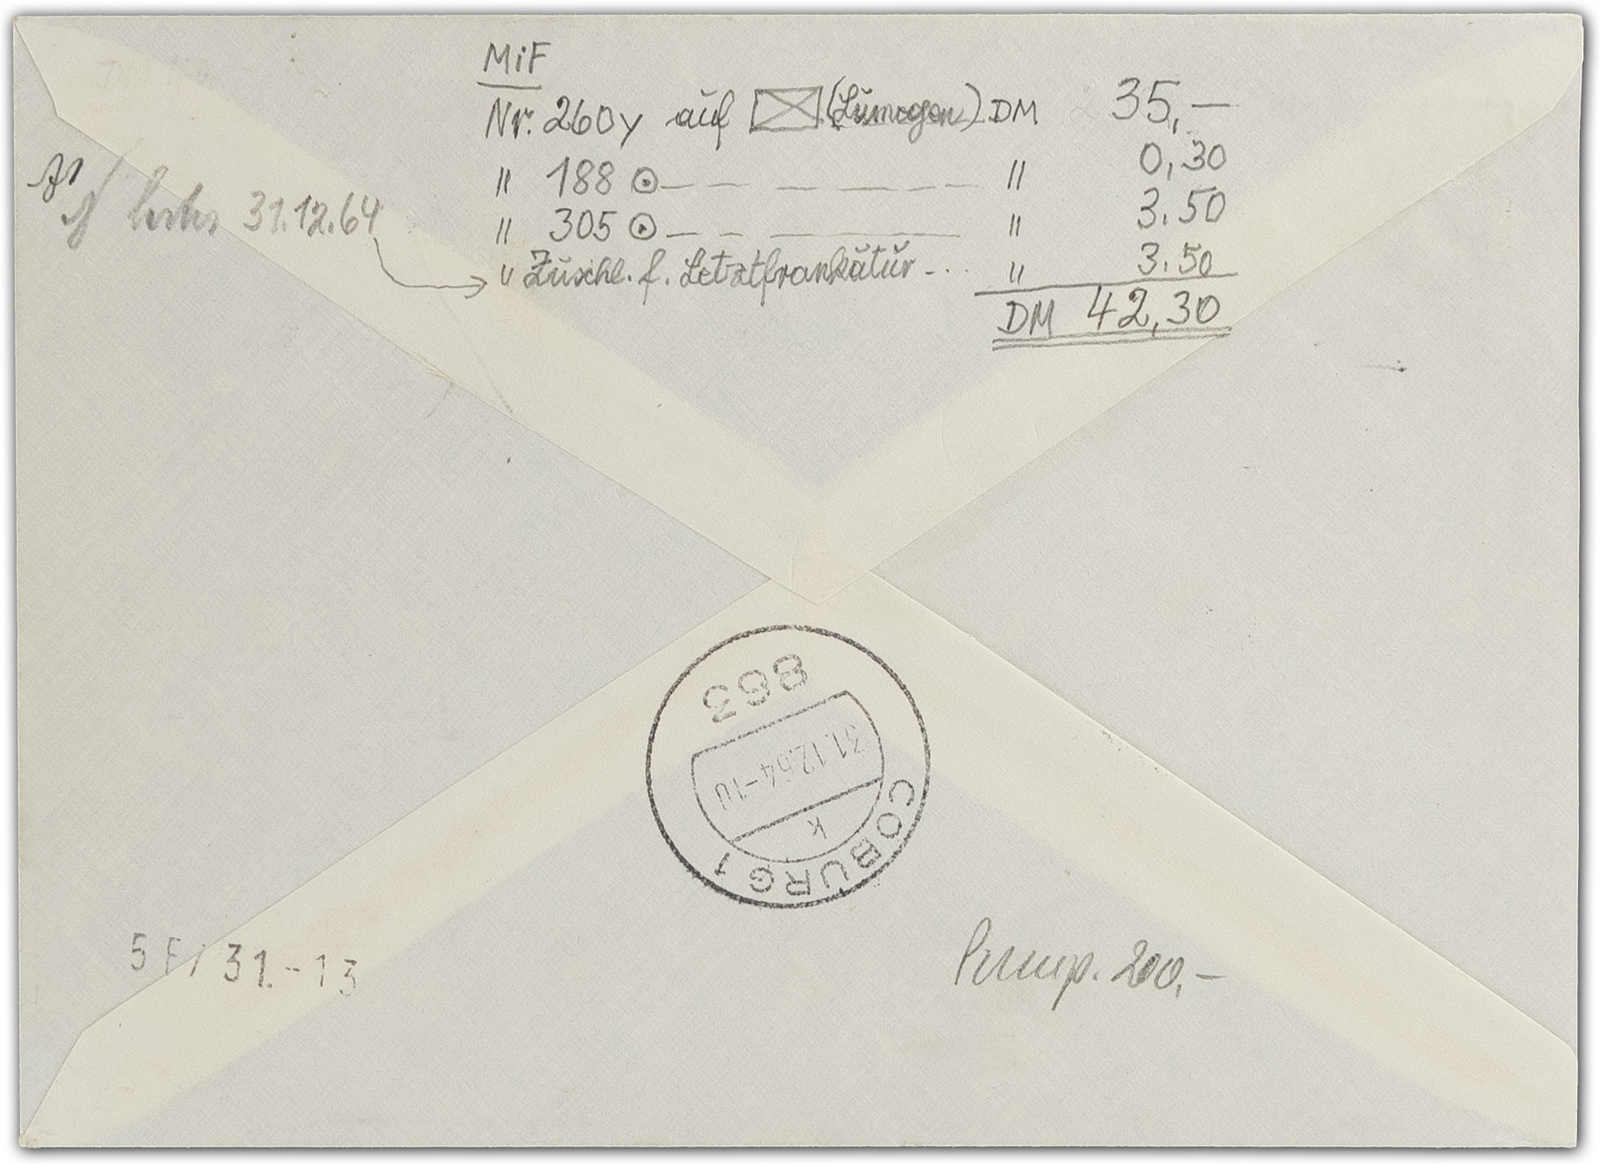 MiF
Nr. 260y auf (Lumogen) DM 35,—
" 188 ⊙ — — — — — — " 0,30
" 305 ⊙ — — — — " 3.50
31.12.64
" Zuschl. f. Letztfrankatur - . . . " 3.50
DM 42,30
863
31.12.64-10
k
COBURG 1
5 F 31.-13
200,—